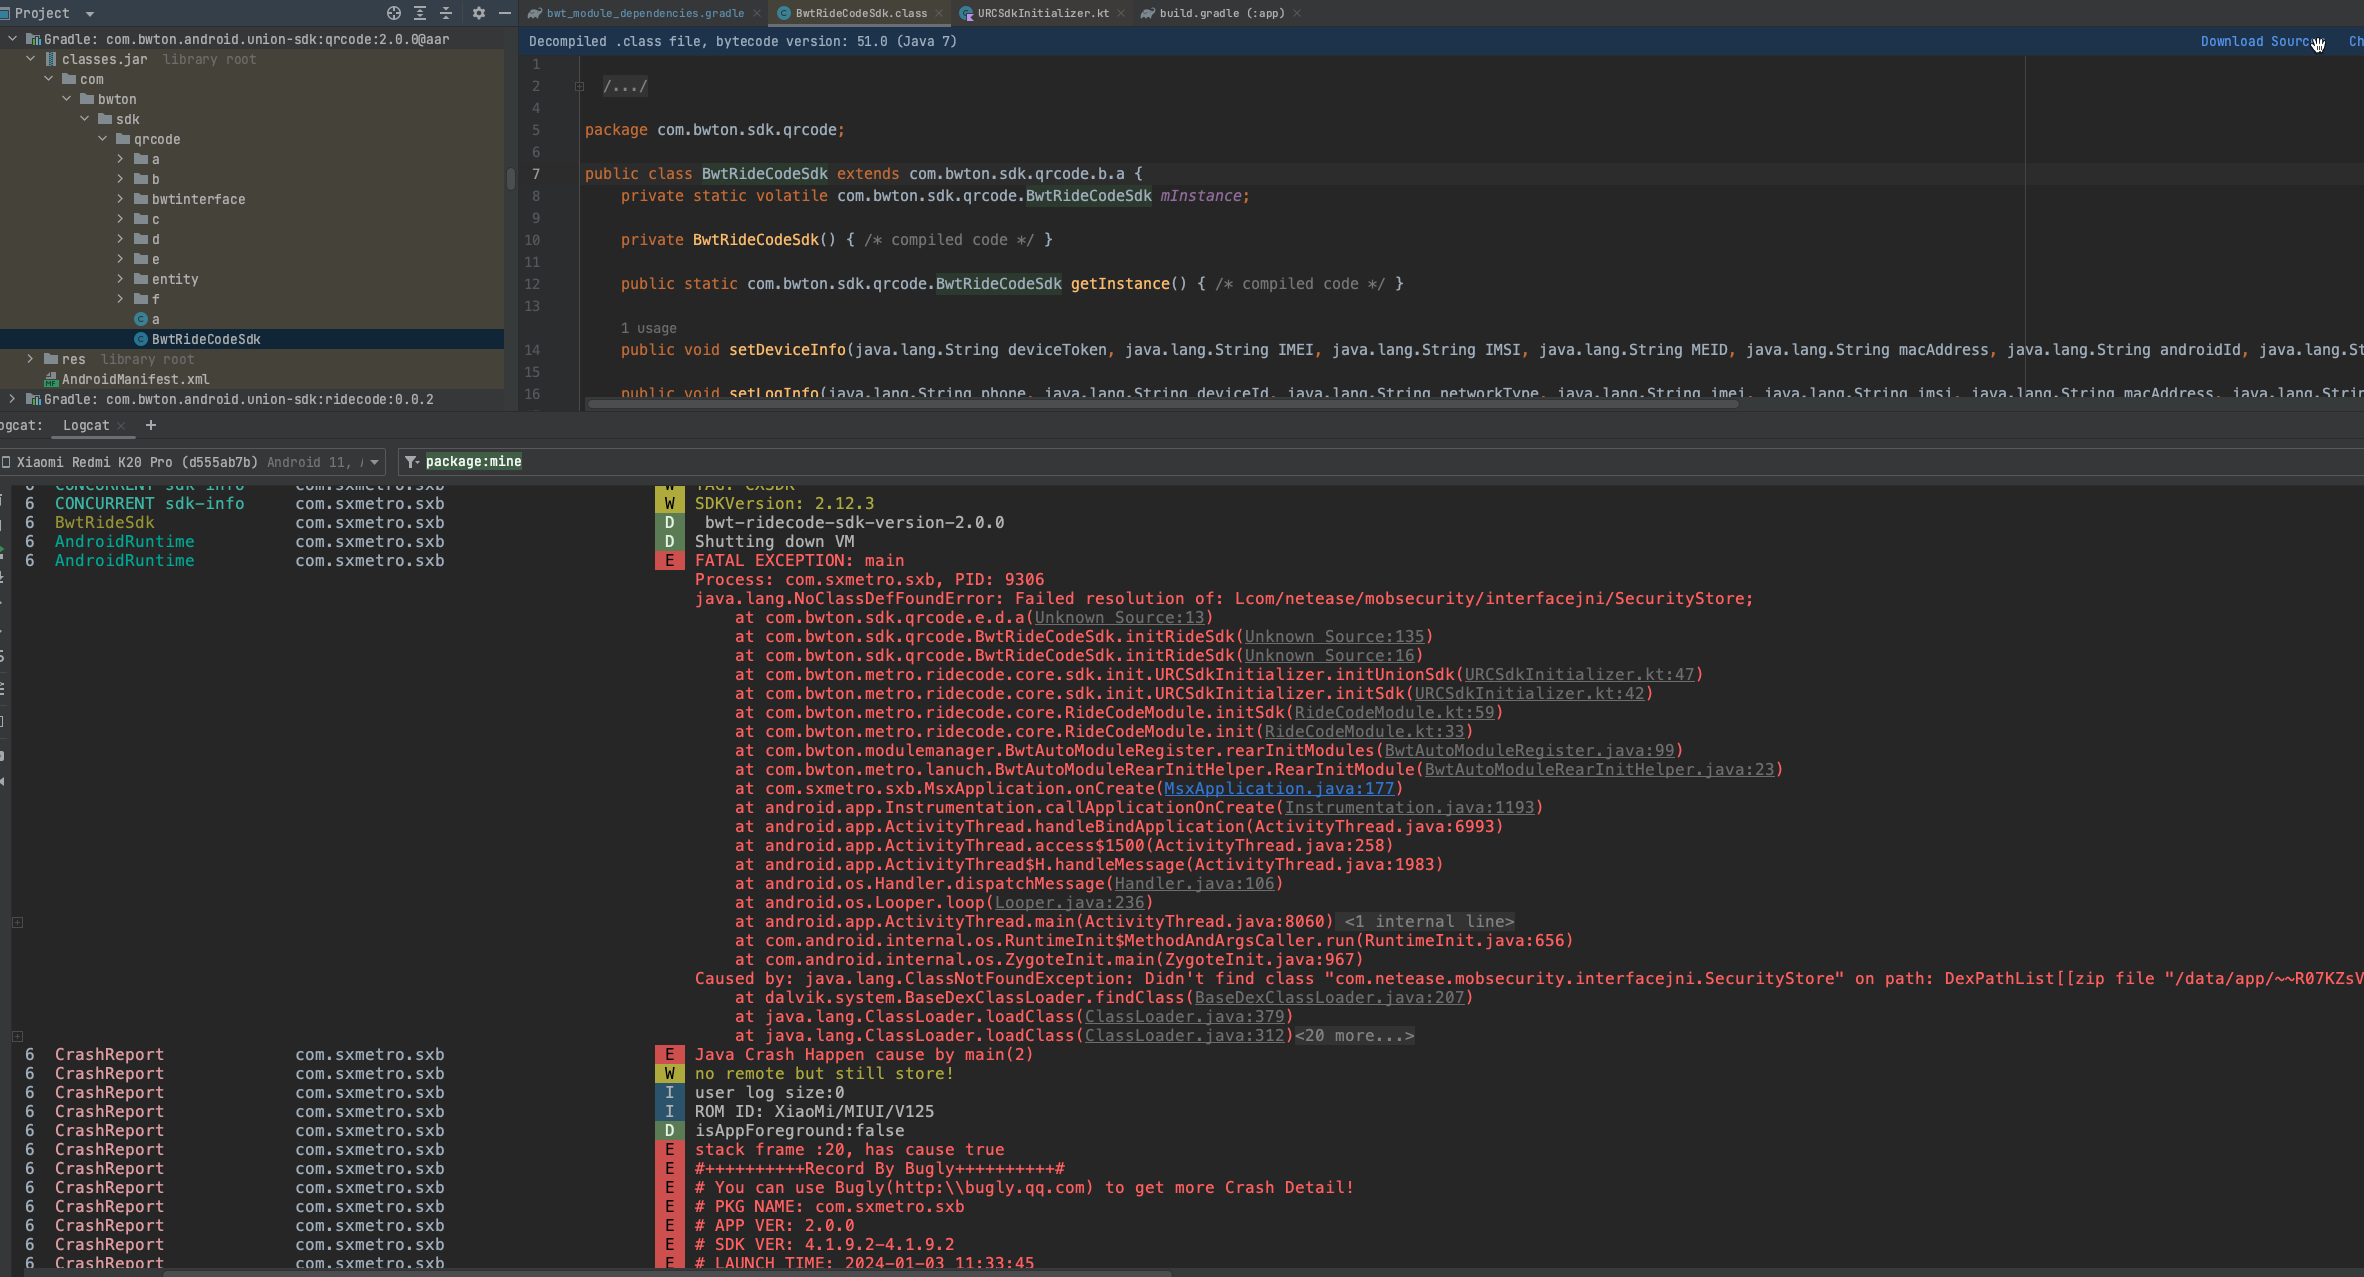 Project
Gradle: com.bwton.android.union-sdk:qrcode:2.0.0@aar
classes.jar library root
com
bwton
sdk
qrcode
a
b
bwtinterface
c
d
e
entity
f
a
BwtRideCodeSdk
res library root
AndroidManifest.xml
Gradle: com.bwton.android.union-sdk:ridecode:0.0.2
bwt_module_dependencies.gradle BwtRideCodeSdk.class URCSdkInitializer.kt build.gradle (:app)
Decompiled .class file, bytecode version: 51.0 (Java 7) Download Sources Ch
1
2 /.../
4
5 package com.bwton.sdk.qrcode;
6
7 public class BwtRideCodeSdk extends com.bwton.sdk.qrcode.b.a {
8 private static volatile com.bwton.sdk.qrcode.BwtRideCodeSdk mInstance;
9
10 private BwtRideCodeSdk() { /* compiled code */ }
11
12 public static com.bwton.sdk.qrcode.BwtRideCodeSdk getInstance() { /* compiled code */ }
13
1 usage
14 public void setDeviceInfo(java.lang.String deviceToken, java.lang.String IMEI, java.lang.String IMSI, java.lang.String MEID, java.lang.String macAddress, java.lang.String androidId, java.lang.St
15
16 public void setLogInfo(java.lang.String phone, java.lang.String deviceId, java.lang.String networkType, java.lang.String imei, java.lang.String imsi, java.lang.String macAddress, java.lang.Strin
ogcat: Logcat
Xiaomi Redmi K20 Pro (d555ab7b) Android 11, package:mine
6 CONCURRENT sdk-info com.sxmetro.sxb W TAG: CXSDK
6 CONCURRENT sdk-info com.sxmetro.sxb W SDKVersion: 2.12.3
6 BwtRideSdk com.sxmetro.sxb D bwt-ridecode-sdk-version-2.0.0
6 AndroidRuntime com.sxmetro.sxb D Shutting down VM
6 AndroidRuntime com.sxmetro.sxb E FATAL EXCEPTION: main
Process: com.sxmetro.sxb, PID: 9306
java.lang.NoClassDefFoundError: Failed resolution of: Lcom/netease/mobsecurity/interfacejni/SecurityStore;
at com.bwton.sdk.qrcode.e.d.a(Unknown Source:13)
at com.bwton.sdk.qrcode.BwtRideCodeSdk.initRideSdk(Unknown Source:135)
at com.bwton.sdk.qrcode.BwtRideCodeSdk.initRideSdk(Unknown Source:16)
at com.bwton.metro.ridecode.core.sdk.init.URCSdkInitializer.initUnionSdk(URCSdkInitializer.kt:47)
at com.bwton.metro.ridecode.core.sdk.init.URCSdkInitializer.initSdk(URCSdkInitializer.kt:42)
at com.bwton.metro.ridecode.core.RideCodeModule.initSdk(RideCodeModule.kt:59)
at com.bwton.metro.ridecode.core.RideCodeModule.init(RideCodeModule.kt:33)
at com.bwton.modulemanager.BwtAutoModuleRegister.rearInitModules(BwtAutoModuleRegister.java:99)
at com.bwton.metro.lanuch.BwtAutoModuleRearInitHelper.RearInitModule(BwtAutoModuleRearInitHelper.java:23)
at com.sxmetro.sxb.MsxApplication.onCreate(MsxApplication.java:177)
at android.app.Instrumentation.callApplicationOnCreate(Instrumentation.java:1193)
at android.app.ActivityThread.handleBindApplication(ActivityThread.java:6993)
at android.app.ActivityThread.access$1500(ActivityThread.java:258)
at android.app.ActivityThread$H.handleMessage(ActivityThread.java:1983)
at android.os.Handler.dispatchMessage(Handler.java:106)
at android.os.Looper.loop(Looper.java:236)
at android.app.ActivityThread.main(ActivityThread.java:8060) <1 internal line>
at com.android.internal.os.RuntimeInit$MethodAndArgsCaller.run(RuntimeInit.java:656)
at com.android.internal.os.ZygoteInit.main(ZygoteInit.java:967)
Caused by: java.lang.ClassNotFoundException: Didn't find class "com.netease.mobsecurity.interfacejni.SecurityStore" on path: DexPathList[[zip file "/data/app/~~R07KZsV
at dalvik.system.BaseDexClassLoader.findClass(BaseDexClassLoader.java:207)
at java.lang.ClassLoader.loadClass(ClassLoader.java:379)
at java.lang.ClassLoader.loadClass(ClassLoader.java:312)<20 more...>
6 CrashReport com.sxmetro.sxb E Java Crash Happen cause by main(2)
6 CrashReport com.sxmetro.sxb W no remote but still store!
6 CrashReport com.sxmetro.sxb I user log size:0
6 CrashReport com.sxmetro.sxb I ROM ID: XiaoMi/MIUI/V125
6 CrashReport com.sxmetro.sxb D isAppForeground:false
6 CrashReport com.sxmetro.sxb E stack frame :20, has cause true
6 CrashReport com.sxmetro.sxb E #++++++++++Record By Bugly++++++++++#
6 CrashReport com.sxmetro.sxb E # You can use Bugly(http:\\bugly.qq.com) to get more Crash Detail!
6 CrashReport com.sxmetro.sxb E # PKG NAME: com.sxmetro.sxb
6 CrashReport com.sxmetro.sxb E # APP VER: 2.0.0
6 CrashReport com.sxmetro.sxb E # SDK VER: 4.1.9.2-4.1.9.2
6 CrashReport com.sxmetro.sxb E # LAUNCH TIME: 2024-01-03 11:33:45